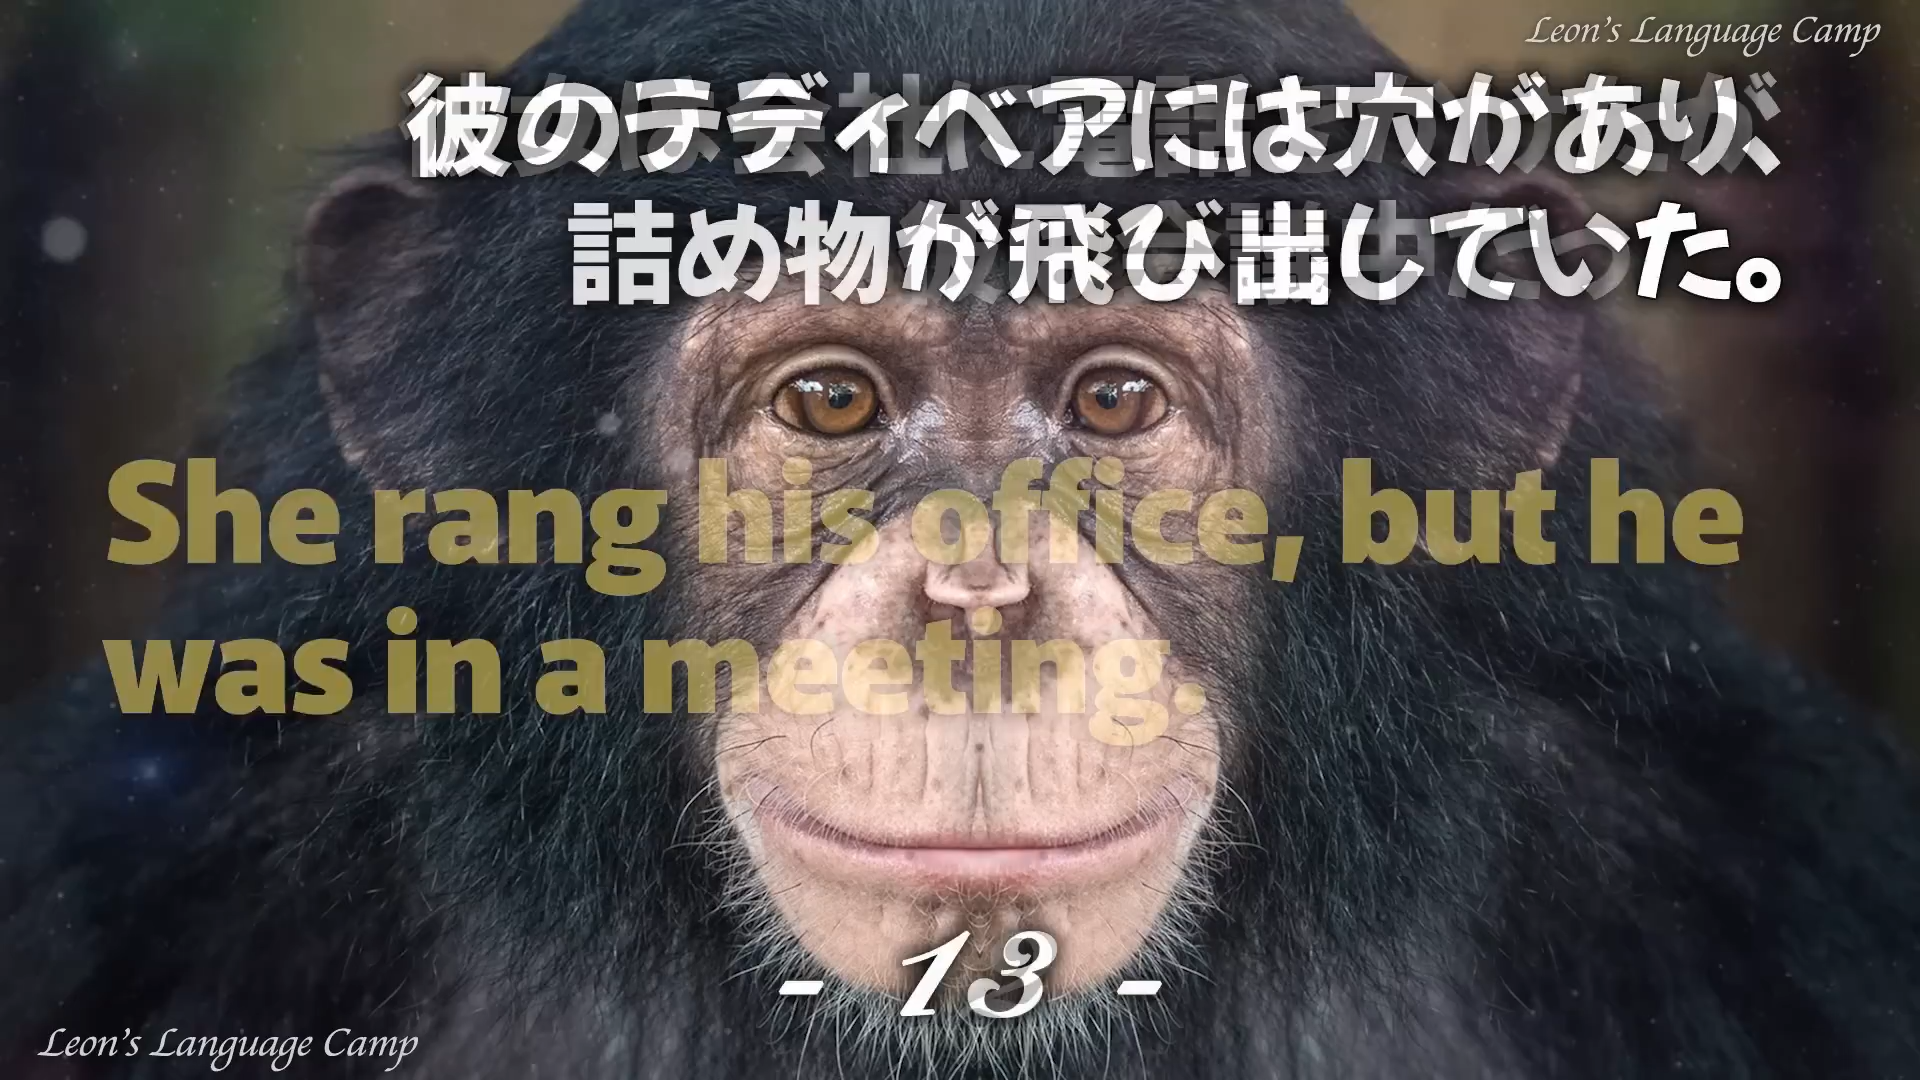 Leon's Language Camp
彼のテディベアには穴があり、
詰め物が飛び出していた。
She rang his office, but he
was in a meeting.
- 13 -
Leon's Language Camp